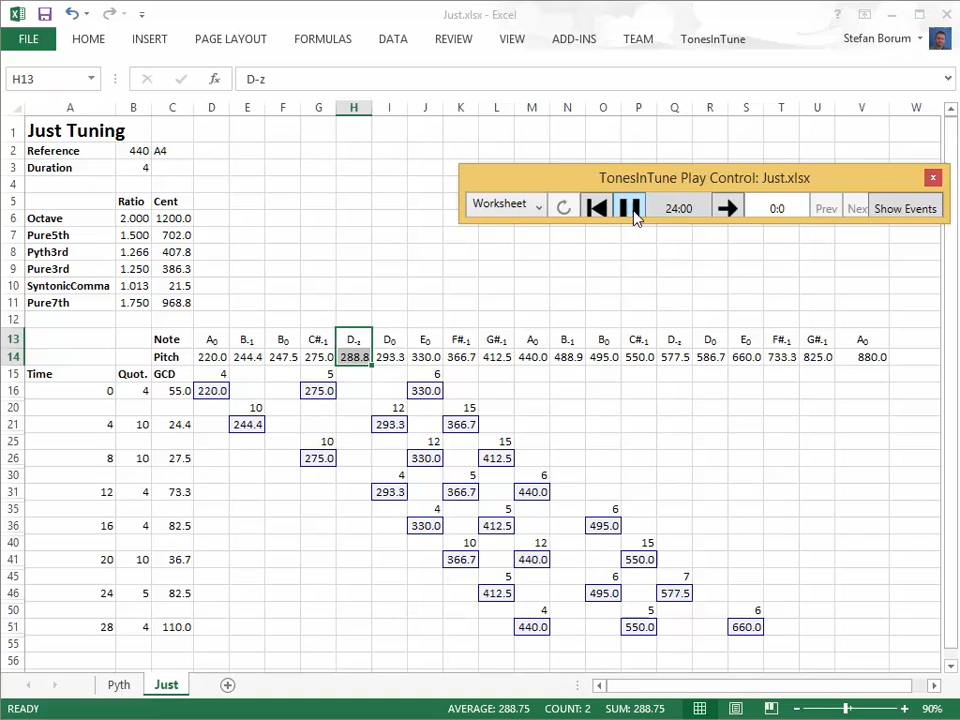 Just.xlsx - Excel
FILE HOME INSERT PAGE LAYOUT FORMULAS DATA REVIEW VIEW ADD-INS TEAM TonesInTune Stefan Borum
H13 fx D-z
A B C D E F G H I J K L M N O P Q R S T U V W
1 Just Tuning
2 Reference 440 A4
3 Duration 4
4
TonesInTune Play Control: Just.xlsx
Worksheet 24:00 0:0 Prev Nex Show Events
5 Ratio Cent
6 Octave 2.000 1200.0
7 Pure5th 1.500 702.0
8 Pyth3rd 1.266 407.8
9 Pure3rd 1.250 386.3
10 SyntonicComma 1.013 21.5
11 Pure7th 1.750 968.8
12
13 Note A0 B-1 B0 C#-1 D-z D0 E0 F#-1 G#-1 A0 B-1 B0 C#-1 D-z D0 E0 F#-1 G#-1 A0
14 Pitch 220.0 244.4 247.5 275.0 288.8 293.3 330.0 366.7 412.5 440.0 488.9 495.0 550.0 577.5 586.7 660.0 733.3 825.0 880.0
15 Time Quot. GCD 4 5 6
16 0 4 55.0 220.0 275.0 330.0
20 10 12 15
21 4 10 24.4 244.4 293.3 366.7
25 10 12 15
26 8 10 27.5 275.0 330.0 412.5
30 4 5 6
31 12 4 73.3 293.3 366.7 440.0
35 4 5 6
36 16 4 82.5 330.0 412.5 495.0
40 10 12 15
41 20 10 36.7 366.7 440.0 550.0
45 5 6 7
46 24 5 82.5 412.5 495.0 577.5
50 4 5 6
51 28 4 110.0 440.0 550.0 660.0
55
56
Pyth Just
READY AVERAGE: 288.75 COUNT: 2 SUM: 288.75 90%